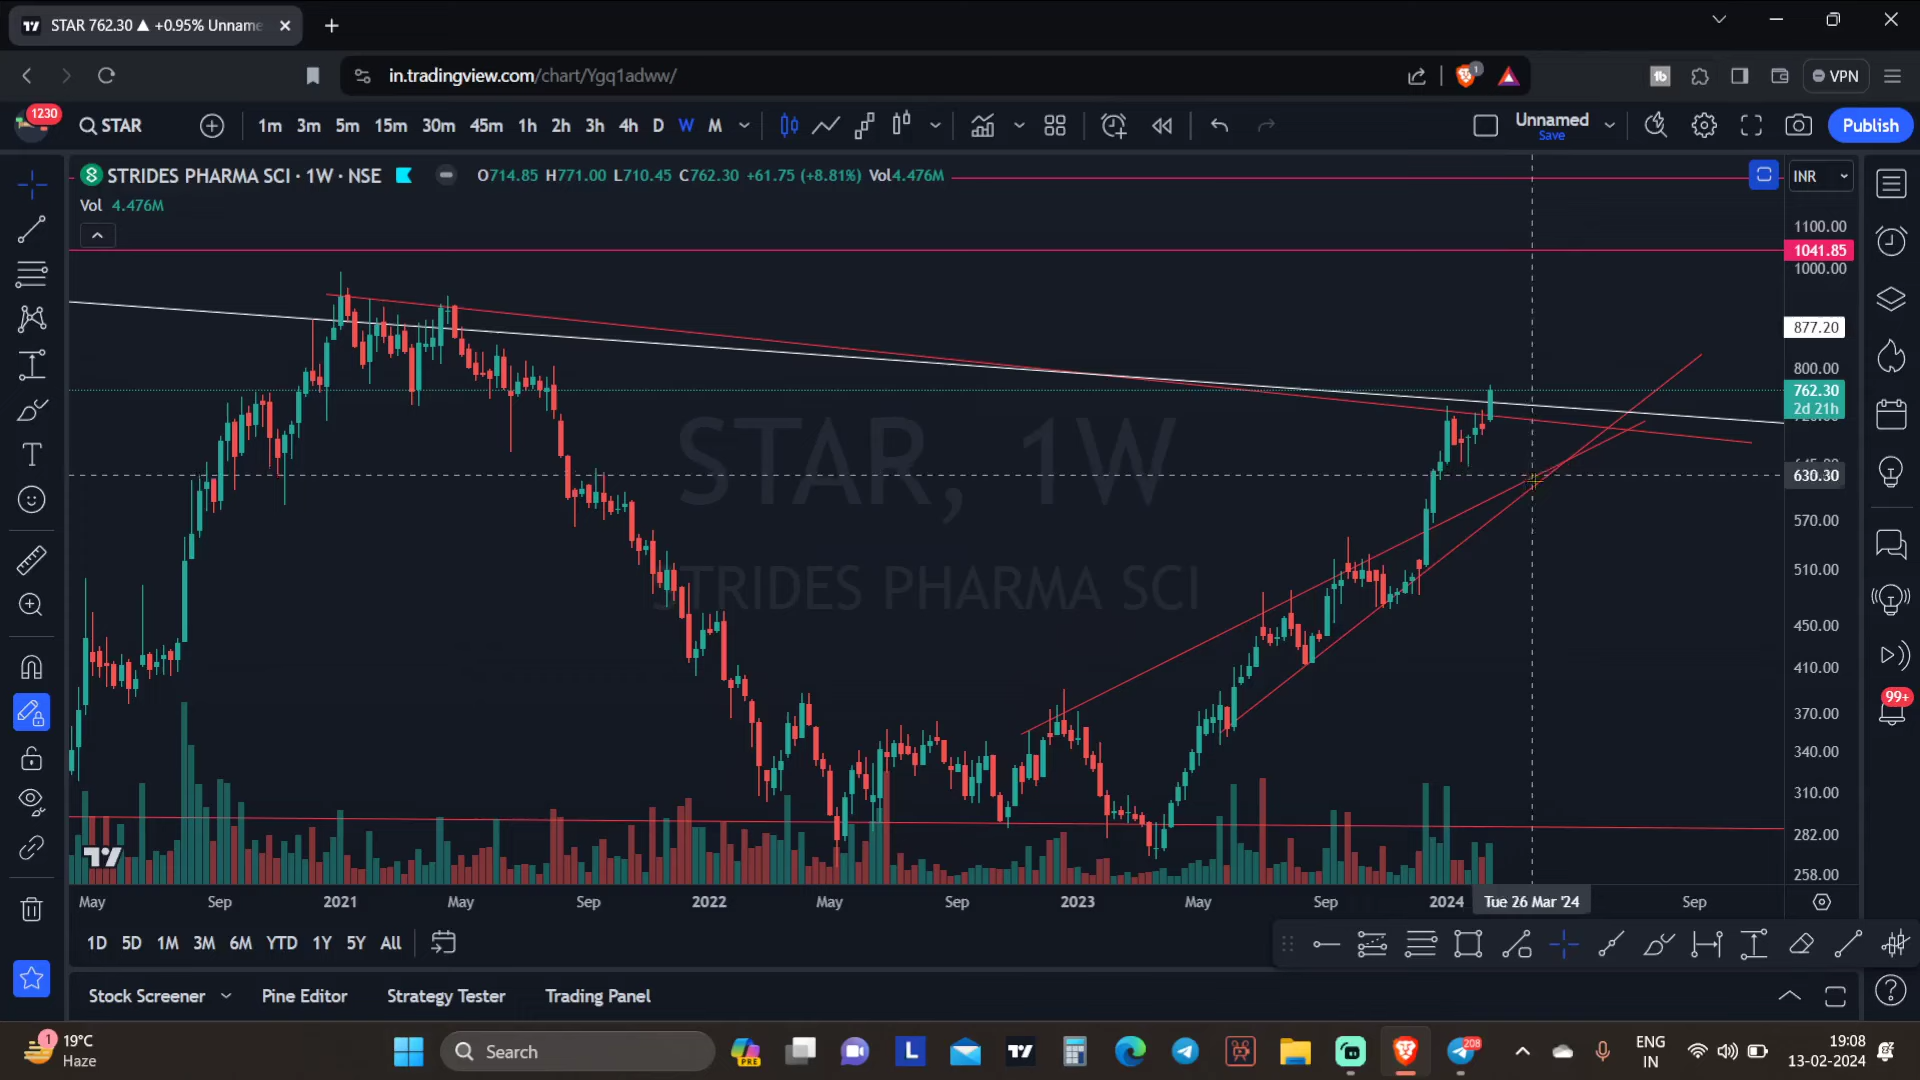 STAR 762.30 ▲ +0.95% Unname
in.tradingview.com/chart/Ygq1adww/
1
VPN
1230
STAR
1m 3m 5m 15m 30m 45m 1h 2h 3h 4h D W M
Unnamed
Save
Publish
STRIDES PHARMA SCI · 1W · NSE
O714.85 H771.00 L710.45 C762.30 +61.75 (+8.81%) Vol4.476M
INR
Vol 4.476M
1100.00
1041.85
1000.00
877.20
800.00
762.30
2d 21h
630.30
570.00
510.00
450.00
410.00
370.00
340.00
310.00
282.00
258.00
STAR, 1W
STRIDES PHARMA SCI
99+
May Sep 2021 May Sep 2022 May Sep 2023 May Sep 2024 Tue 26 Mar '24 Sep
1D 5D 1M 3M 6M YTD 1Y 5Y All
Stock Screener Pine Editor Strategy Tester Trading Panel
1
19°C
Haze
Search
PRE
L
208
ENG
IN
19:08
13-02-2024